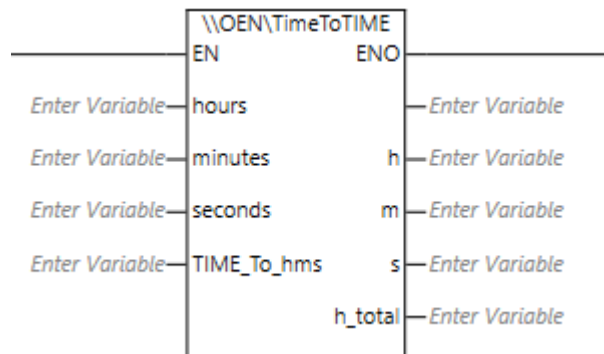 \\OEN\TimeToTIME
EN ENO
Enter Variable hours Enter Variable
Enter Variable minutes h Enter Variable
Enter Variable seconds m Enter Variable
Enter Variable TIME_To_hms s Enter Variable
h_total Enter Variable